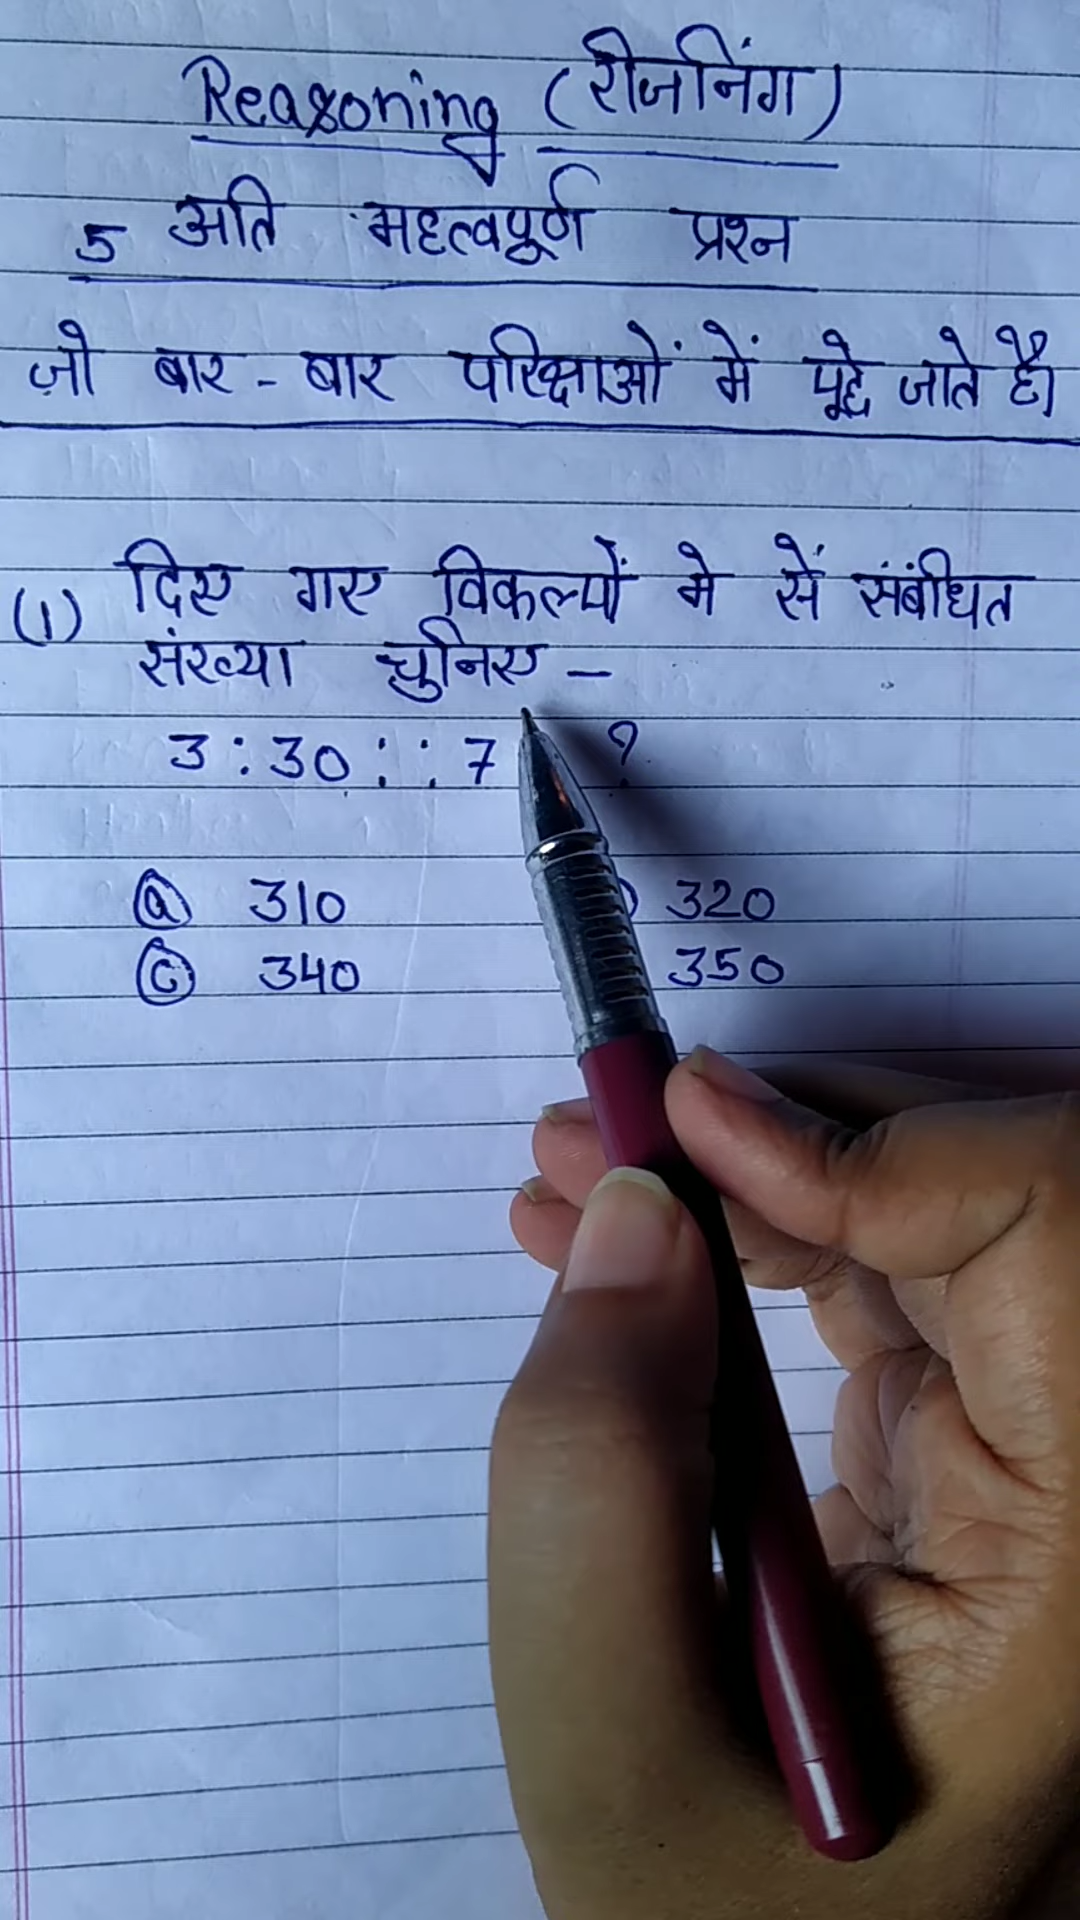 Reasoning (रीजनिंग)
5 अति महत्वपूर्ण प्रश्न
जो बार - बार परिक्षाओं में पूछे जाते है।
(1) दिए गए विकल्पों मे सें संबंधित
संख्या चुनिए -
3 : 30 : : 7 ?
(a) 310 320
(c) 340 350